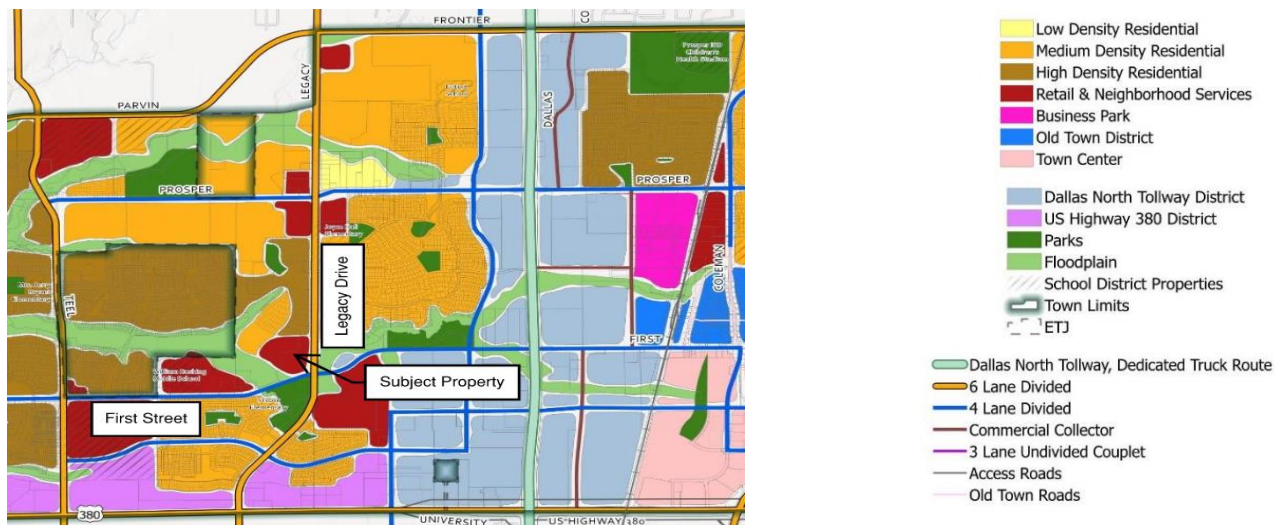 FRONTIER
PARVIN
LEGACY
DALLAS
PROSPER
PROSPER
COLEMAN
TEEL
Legacy Drive
FIRST
Subject Property
First Street
380
UNIVERSITY
US HIGHWAY 380
Low Density Residential
Medium Density Residential
High Density Residential
Retail & Neighborhood Services
Business Park
Old Town District
Town Center
Dallas North Tollway District
US Highway 380 District
Parks
Floodplain
School District Properties
Town Limits
ETJ
Dallas North Tollway, Dedicated Truck Route
6 Lane Divided
4 Lane Divided
Commercial Collector
3 Lane Undivided Couplet
Access Roads
Old Town Roads